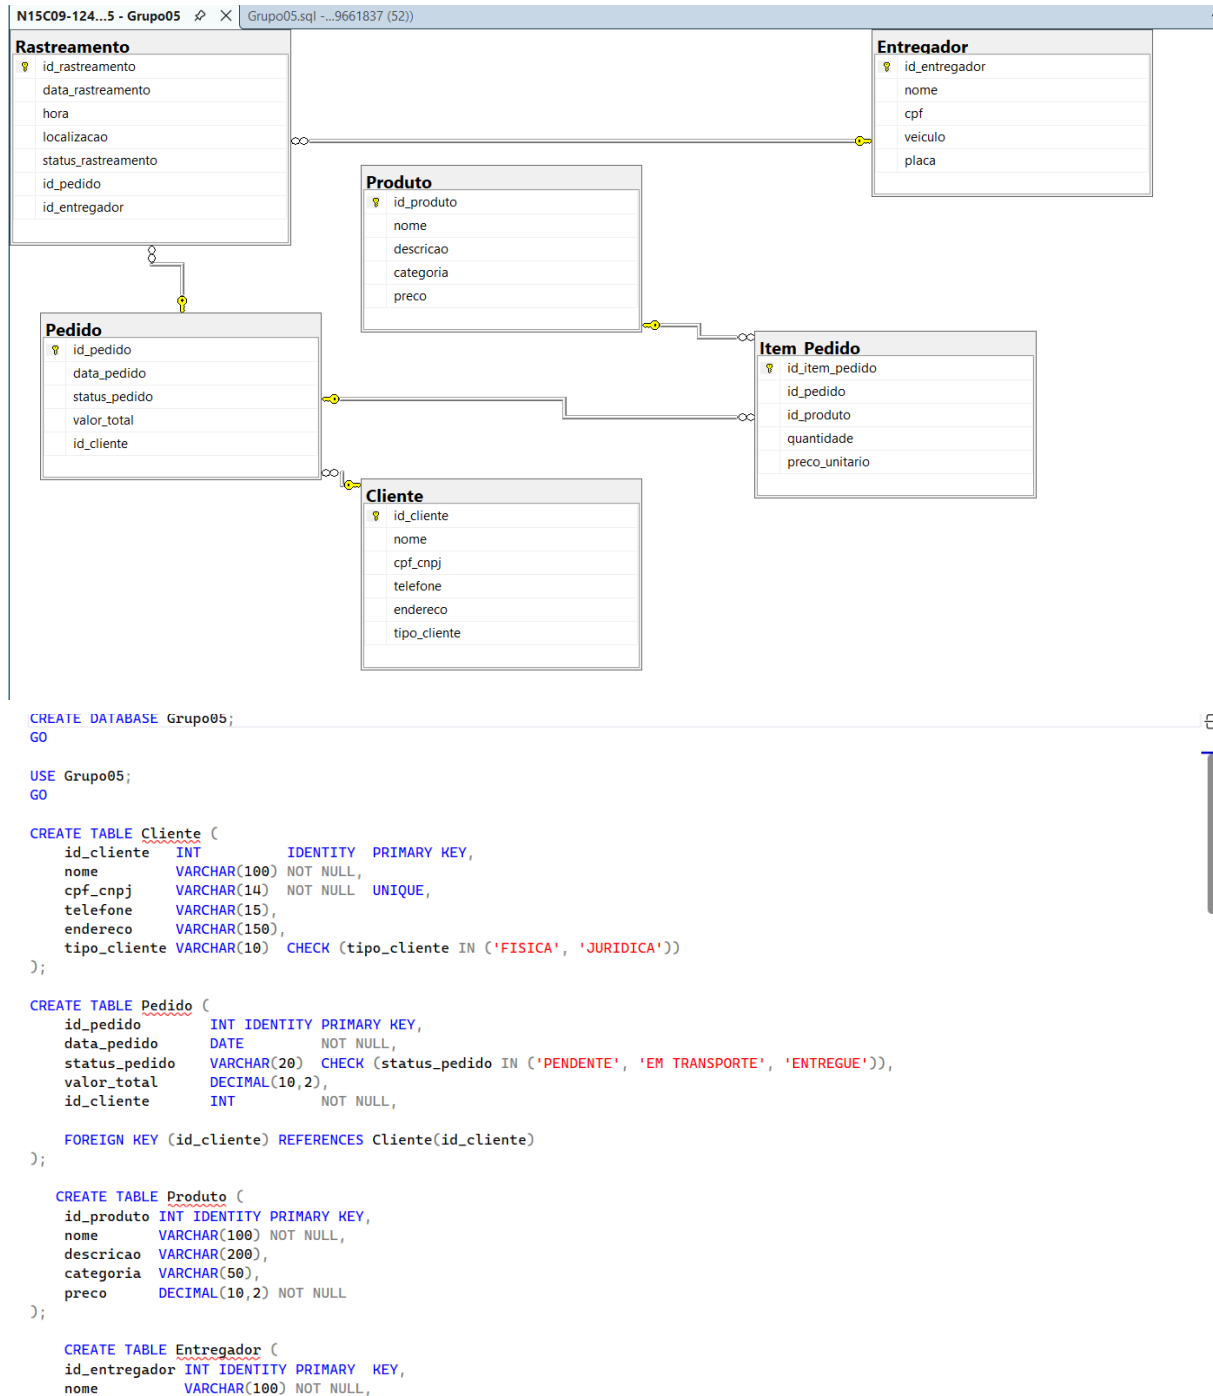 N15C09-124...5 - Grupo05
Grupo05.sql -...9661837 (52))
Rastreamento
id_rastreamento
data_rastreamento
hora
localizacao
status_rastreamento
id_pedido
id_entregador
Entregador
id_entregador
nome
cpf
veiculo
placa
Produto
id_produto
nome
descricao
categoria
preco
Pedido
id_pedido
data_pedido
status_pedido
valor_total
id_cliente
Item_Pedido
id_item_pedido
id_pedido
id_produto
quantidade
preco_unitario
Cliente
id_cliente
nome
cpf_cnpj
telefone
endereco
tipo_cliente
CREATE DATABASE Grupo05;
GO
USE Grupo05;
GO
CREATE TABLE Cliente (
id_cliente INT IDENTITY PRIMARY KEY,
nome VARCHAR(100) NOT NULL,
cpf_cnpj VARCHAR(14) NOT NULL UNIQUE,
telefone VARCHAR(15),
endereco VARCHAR(150),
tipo_cliente VARCHAR(10) CHECK (tipo_cliente IN ('FISICA', 'JURIDICA'))
);
CREATE TABLE Pedido (
id_pedido INT IDENTITY PRIMARY KEY,
data_pedido DATE NOT NULL,
status_pedido VARCHAR(20) CHECK (status_pedido IN ('PENDENTE', 'EM TRANSPORTE', 'ENTREGUE')),
valor_total DECIMAL(10,2),
id_cliente INT NOT NULL,
FOREIGN KEY (id_cliente) REFERENCES Cliente(id_cliente)
);
CREATE TABLE Produto (
id_produto INT IDENTITY PRIMARY KEY,
nome VARCHAR(100) NOT NULL,
descricao VARCHAR(200),
categoria VARCHAR(50),
preco DECIMAL(10,2) NOT NULL
);
CREATE TABLE Entregador (
id_entregador INT IDENTITY PRIMARY KEY,
nome VARCHAR(100) NOT NULL,